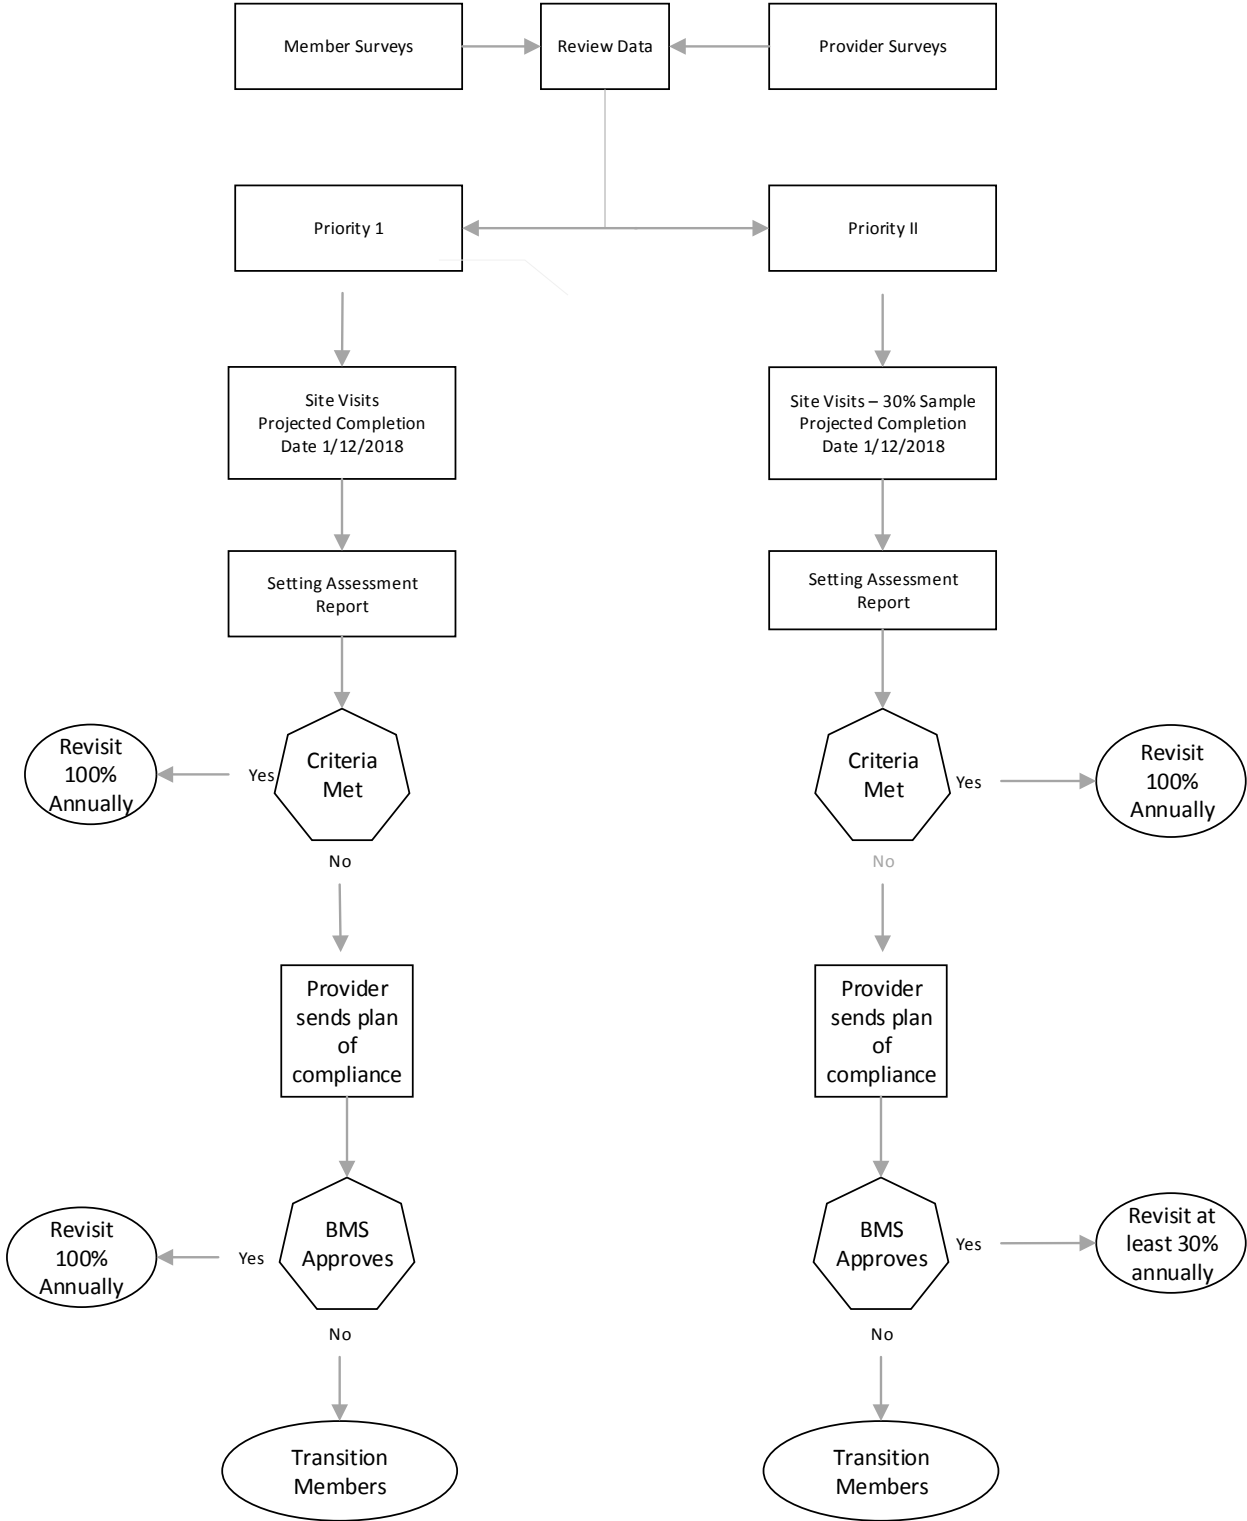 Member Surveys
Review Data
Provider Surveys
Priority 1
Priority II
Site Visits
Projected Completion
Date 1/12/2018
Site Visits – 30% Sample
Projected Completion
Date 1/12/2018
Setting Assessment
Report
Setting Assessment
Report
Revisit
100%
Annually
Yes
Criteria
Met
Criteria
Met
Yes
Revisit
100%
Annually
No
No
Provider
sends plan
of
compliance
Provider
sends plan
of
compliance
Revisit
100%
Annually
Yes
BMS
Approves
BMS
Approves
Yes
Revisit at
least 30%
annually
No
No
Transition
Members
Transition
Members